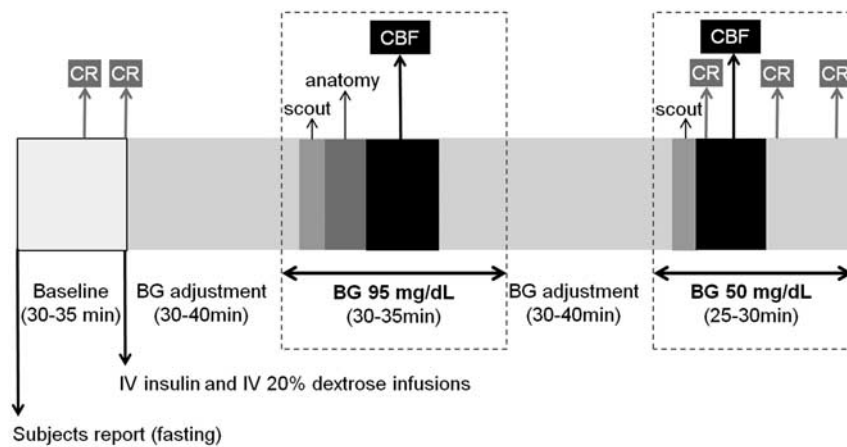 CBF
CBF
CR
CR
anatomy
scout
scout
CR
CR
CR
Baseline
(30-35 min)
BG adjustment
(30-40min)
BG 95 mg/dL
(30-35min)
BG adjustment
(30-40min)
BG 50 mg/dL
(25-30min)
IV insulin and IV 20% dextrose infusions
Subjects report (fasting)